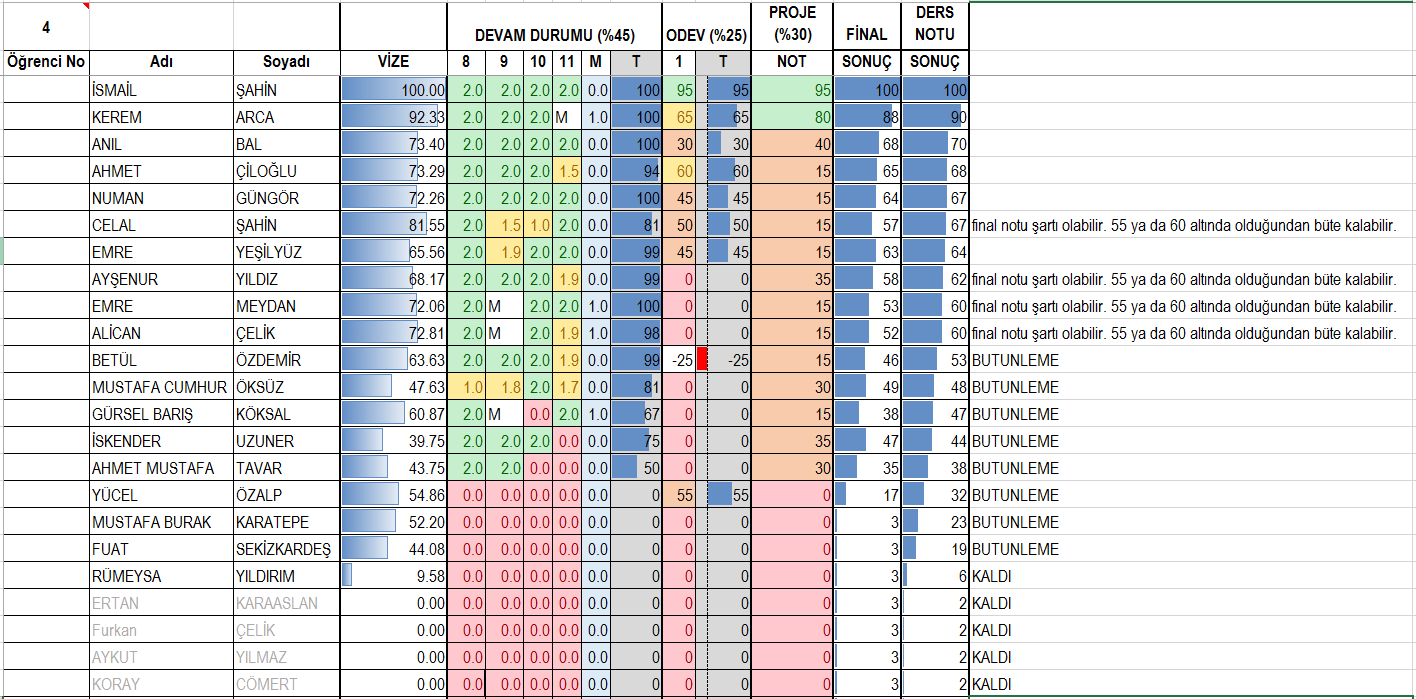 4 DEVAM DURUMU (%45) ODEV (%25) PROJE (%30) FİNAL DERS NOTU
Öğrenci No Adı Soyadı VİZE 8 9 10 11 M T 1 T NOT SONUÇ SONUÇ
İSMAİL ŞAHİN 100.00 2.0 2.0 2.0 2.0 0.0 100 95 95 95 100 100
KEREM ARCA 92.33 2.0 2.0 2.0 M 1.0 100 65 65 80 88 90
ANIL BAL 73.40 2.0 2.0 2.0 2.0 0.0 100 30 30 40 68 70
AHMET ÇİLOĞLU 73.29 2.0 2.0 2.0 1.5 0.0 94 60 60 15 65 68
NUMAN GÜNGÖR 72.26 2.0 2.0 2.0 2.0 0.0 100 45 45 15 64 67
CELAL ŞAHİN 81.55 2.0 1.5 1.0 2.0 0.0 81 50 50 15 57 67 final notu şartı olabilir. 55 ya da 60 altında olduğundan büte kalabilir.
EMRE YEŞİLYÜZ 65.56 2.0 1.9 2.0 2.0 0.0 99 45 45 15 63 64
AYŞENUR YILDIZ 68.17 2.0 2.0 2.0 1.9 0.0 99 0 0 35 58 62 final notu şartı olabilir. 55 ya da 60 altında olduğundan büte kalabilir.
EMRE MEYDAN 72.06 2.0 M 2.0 2.0 1.0 100 0 0 15 53 60 final notu şartı olabilir. 55 ya da 60 altında olduğundan büte kalabilir.
ALİCAN ÇELİK 72.81 2.0 M 2.0 1.9 1.0 98 0 0 15 52 60 final notu şartı olabilir. 55 ya da 60 altında olduğundan büte kalabilir.
BETÜL ÖZDEMİR 63.63 2.0 2.0 2.0 1.9 0.0 99 -25 -25 15 46 53 BUTUNLEME
MUSTAFA CUMHUR ÖKSÜZ 47.63 1.0 1.8 2.0 1.7 0.0 81 0 0 30 49 48 BUTUNLEME
GÜRSEL BARIŞ KÖKSAL 60.87 2.0 M 0.0 2.0 1.0 67 0 0 15 38 47 BUTUNLEME
İSKENDER UZUNER 39.75 2.0 2.0 2.0 0.0 0.0 75 0 0 35 47 44 BUTUNLEME
AHMET MUSTAFA TAVAR 43.75 2.0 2.0 0.0 0.0 0.0 50 0 0 30 35 38 BUTUNLEME
YÜCEL ÖZALP 54.86 0.0 0.0 0.0 0.0 0.0 0 55 55 0 17 32 BUTUNLEME
MUSTAFA BURAK KARATEPE 52.20 0.0 0.0 0.0 0.0 0.0 0 0 0 0 3 23 BUTUNLEME
FUAT SEKİZKARDEŞ 44.08 0.0 0.0 0.0 0.0 0.0 0 0 0 0 3 19 BUTUNLEME
RÜMEYSA YILDIRIM 9.58 0.0 0.0 0.0 0.0 0.0 0 0 0 0 3 6 KALDI
ERTAN KARAASLAN 0.00 0.0 0.0 0.0 0.0 0.0 0 0 0 0 3 2 KALDI
Furkan ÇELİK 0.00 0.0 0.0 0.0 0.0 0.0 0 0 0 0 3 2 KALDI
AYKUT YILMAZ 0.00 0.0 0.0 0.0 0.0 0.0 0 0 0 0 3 2 KALDI
KORAY CÖMERT 0.00 0.0 0.0 0.0 0.0 0.0 0 0 0 0 3 2 KALDI